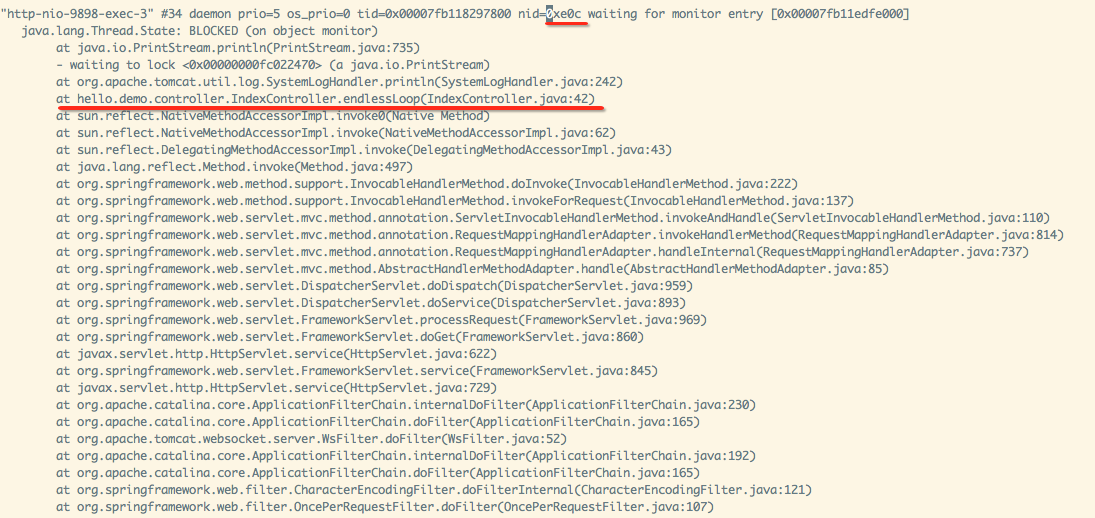 "http-nio-9898-exec-3" #34 daemon prio=5 os_prio=0 tid=0x00007fb118297800 nid=0xe0c waiting for monitor entry [0x00007fb11edfe000]
java.lang.Thread.State: BLOCKED (on object monitor)
at java.io.PrintStream.println(PrintStream.java:735)
- waiting to lock <0x00000000fc022470> (a java.io.PrintStream)
at org.apache.tomcat.util.log.SystemLogHandler.println(SystemLogHandler.java:242)
at hello.demo.controller.IndexController.endlessLoop(IndexController.java:42)
at sun.reflect.NativeMethodAccessorImpl.invoke0(Native Method)
at sun.reflect.NativeMethodAccessorImpl.invoke(NativeMethodAccessorImpl.java:62)
at sun.reflect.DelegatingMethodAccessorImpl.invoke(DelegatingMethodAccessorImpl.java:43)
at java.lang.reflect.Method.invoke(Method.java:497)
at org.springframework.web.method.support.InvocableHandlerMethod.doInvoke(InvocableHandlerMethod.java:222)
at org.springframework.web.method.support.InvocableHandlerMethod.invokeForRequest(InvocableHandlerMethod.java:137)
at org.springframework.web.servlet.mvc.method.annotation.ServletInvocableHandlerMethod.invokeAndHandle(ServletInvocableHandlerMethod.java:110)
at org.springframework.web.servlet.mvc.method.annotation.RequestMappingHandlerAdapter.invokeHandlerMethod(RequestMappingHandlerAdapter.java:814)
at org.springframework.web.servlet.mvc.method.annotation.RequestMappingHandlerAdapter.handleInternal(RequestMappingHandlerAdapter.java:737)
at org.springframework.web.servlet.mvc.method.AbstractHandlerMethodAdapter.handle(AbstractHandlerMethodAdapter.java:85)
at org.springframework.web.servlet.DispatcherServlet.doDispatch(DispatcherServlet.java:959)
at org.springframework.web.servlet.DispatcherServlet.doService(DispatcherServlet.java:893)
at org.springframework.web.servlet.FrameworkServlet.processRequest(FrameworkServlet.java:969)
at org.springframework.web.servlet.FrameworkServlet.doGet(FrameworkServlet.java:860)
at javax.servlet.http.HttpServlet.service(HttpServlet.java:622)
at org.springframework.web.servlet.FrameworkServlet.service(FrameworkServlet.java:845)
at javax.servlet.http.HttpServlet.service(HttpServlet.java:729)
at org.apache.catalina.core.ApplicationFilterChain.internalDoFilter(ApplicationFilterChain.java:230)
at org.apache.catalina.core.ApplicationFilterChain.doFilter(ApplicationFilterChain.java:165)
at org.apache.tomcat.websocket.server.WsFilter.doFilter(WsFilter.java:52)
at org.apache.catalina.core.ApplicationFilterChain.internalDoFilter(ApplicationFilterChain.java:192)
at org.apache.catalina.core.ApplicationFilterChain.doFilter(ApplicationFilterChain.java:165)
at org.springframework.web.filter.CharacterEncodingFilter.doFilterInternal(CharacterEncodingFilter.java:121)
at org.springframework.web.filter.OncePerRequestFilter.doFilter(OncePerRequestFilter.java:107)